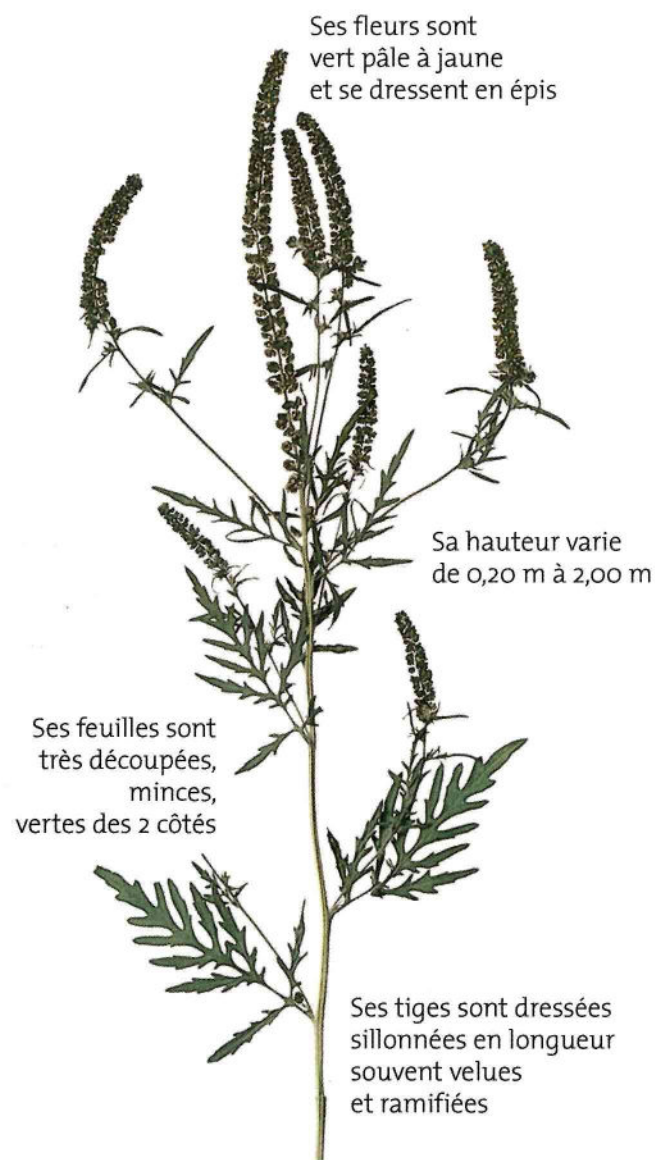 Ses fleurs sont
vert pâle à jaune
et se dressent en épis
Sa hauteur varie
de 0,20 m à 2,00 m
Ses feuilles sont
très découpées,
minces,
vertes des 2 côtés
Ses tiges sont dressées
sillonnées en longueur
souvent velues
et ramifiées